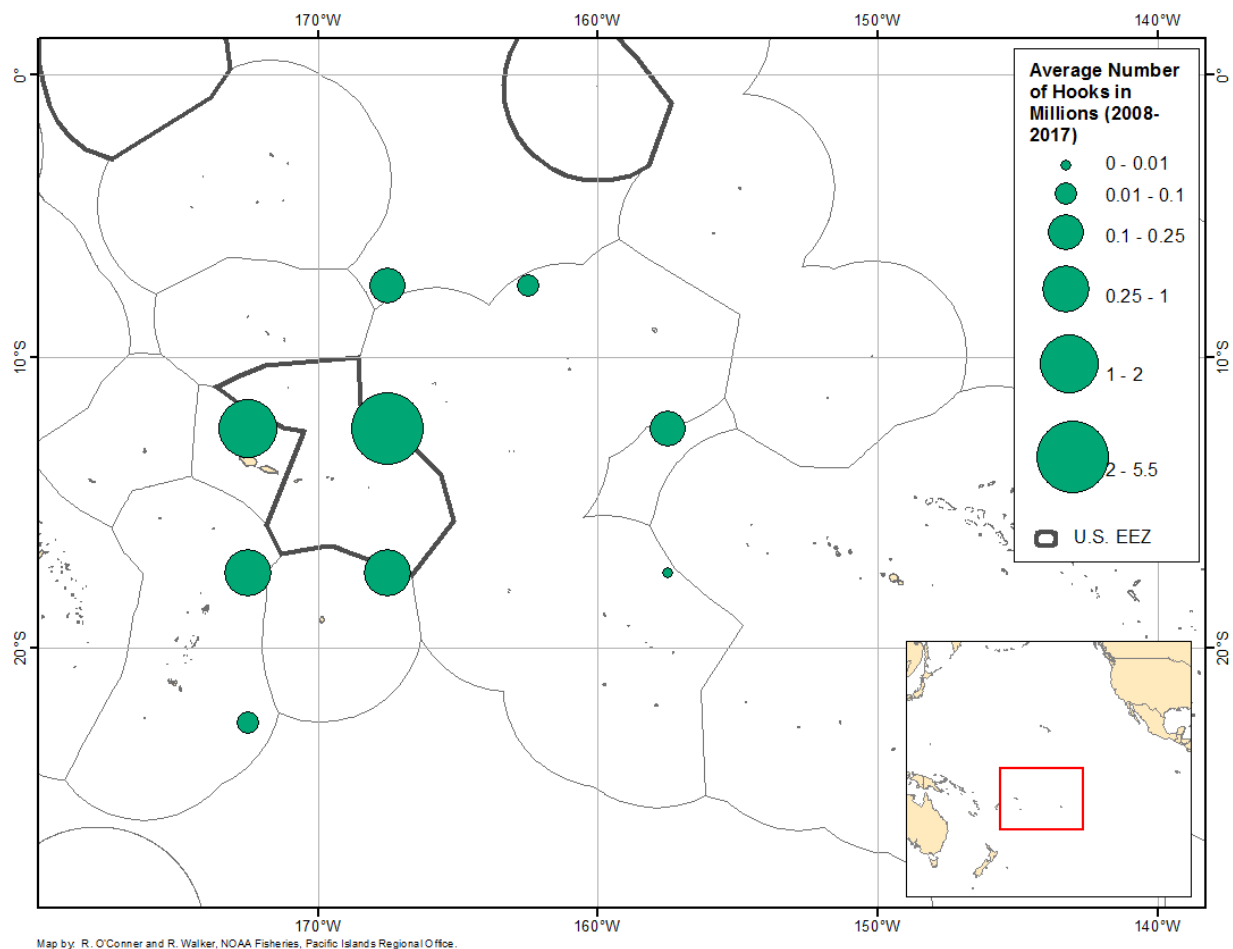 170°W 160°W 150°W 140°W
0° 0°
Average Number
of Hooks in
Millions (2008-
2017)
0 - 0.01
0.01 - 0.1
0.1 - 0.25
0.25 - 1
1 - 2
2 - 5.5
U.S. EEZ
10°S 10°S
20°S 20°S
170°W 160°W 150°W 140°W
Map by: R. O'Conner and R. Walker, NOAA Fisheries, Pacific Islands Regional Office.